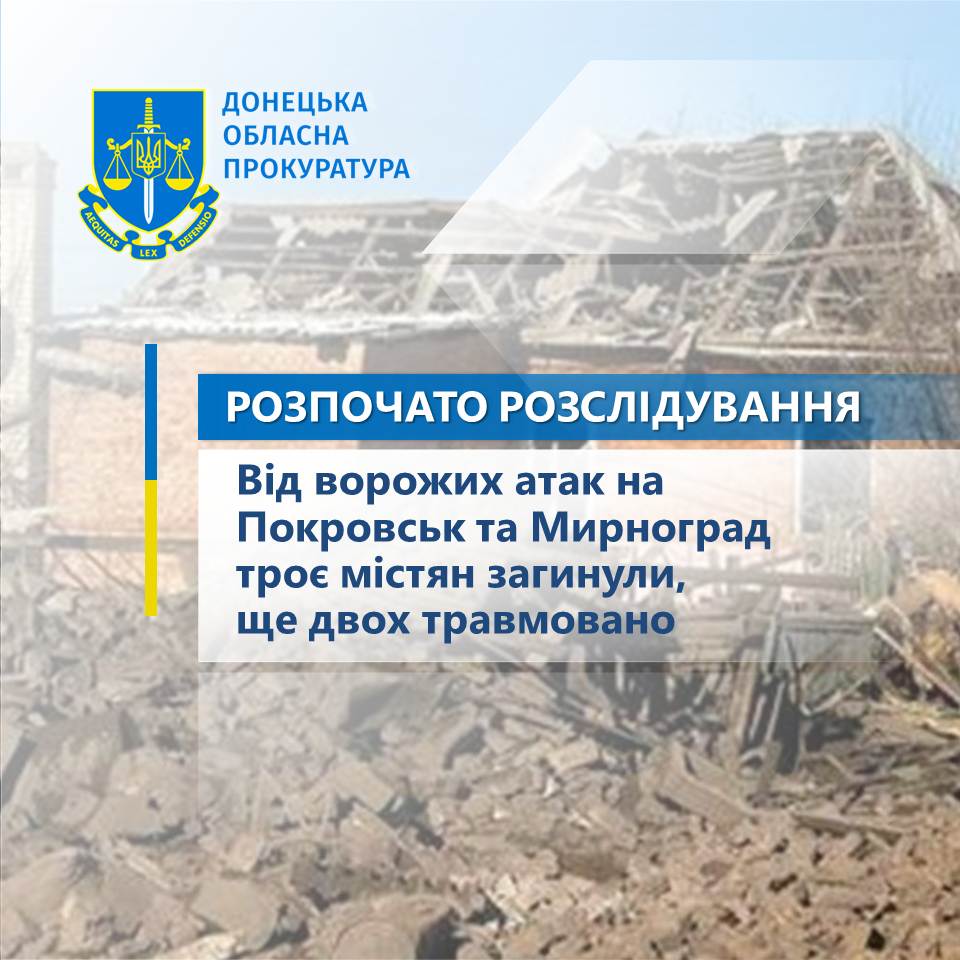 ДОНЕЦЬКА
ОБЛАСНА
ПРОКУРАТУРА
AEQUITAS
LEX
DEFENSIO
РОЗПОЧАТО РОЗСЛІДУВАННЯ
Від ворожих атак на
Покровськ та Мирноград
троє містян загинули,
ще двох травмовано